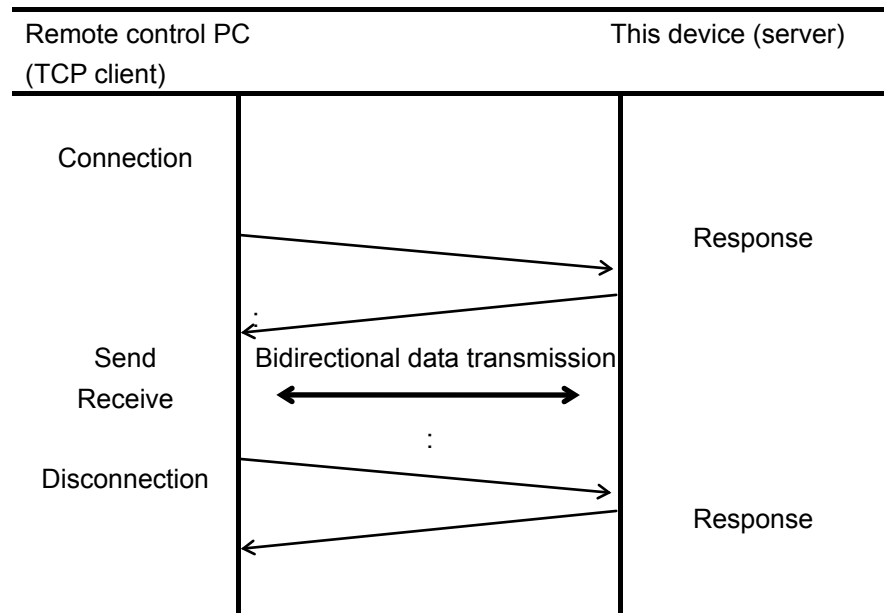 Remote control PC
(TCP client)
This device (server)
Connection
Response
:
Send
Receive
Bidirectional data transmission
:
Disconnection
Response